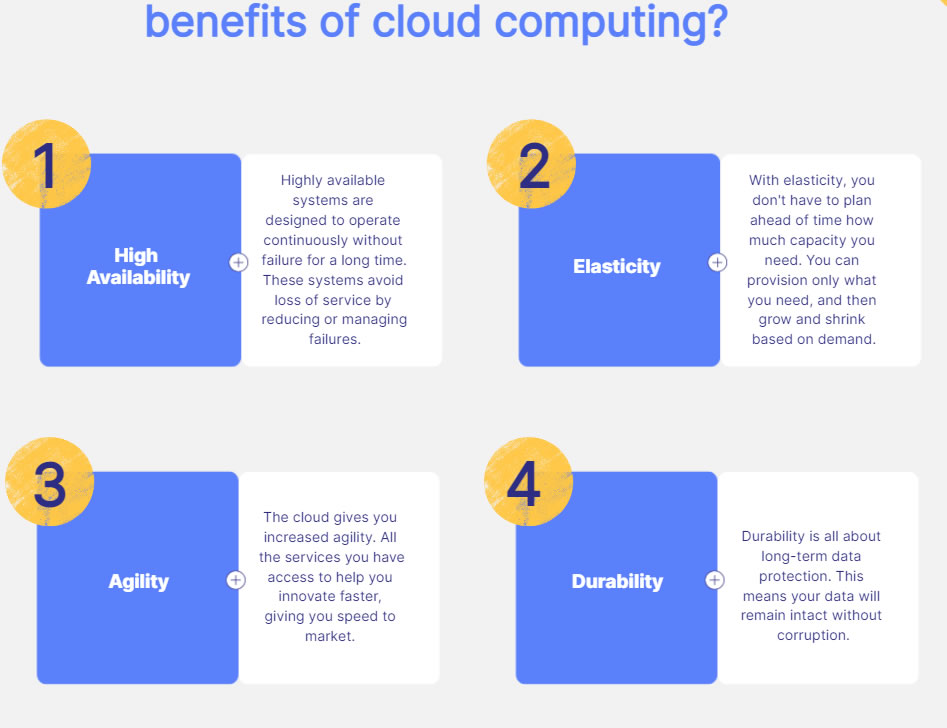 benefits of cloud computing?
1
High
Availability
Highly available
systems are
designed to operate
continuously without
failure for a long time.
These systems avoid
loss of service by
reducing or managing
failures.
2
Elasticity
With elasticity, you
don't have to plan
ahead of time how
much capacity you
need. You can
provision only what
you need, and then
grow and shrink
based on demand.
3
Agility
The cloud gives you
increased agility. All
the services you have
access to help you
innovate faster,
giving you speed to
market.
4
Durability
Durability is all about
long-term data
protection. This
means your data will
remain intact without
corruption.